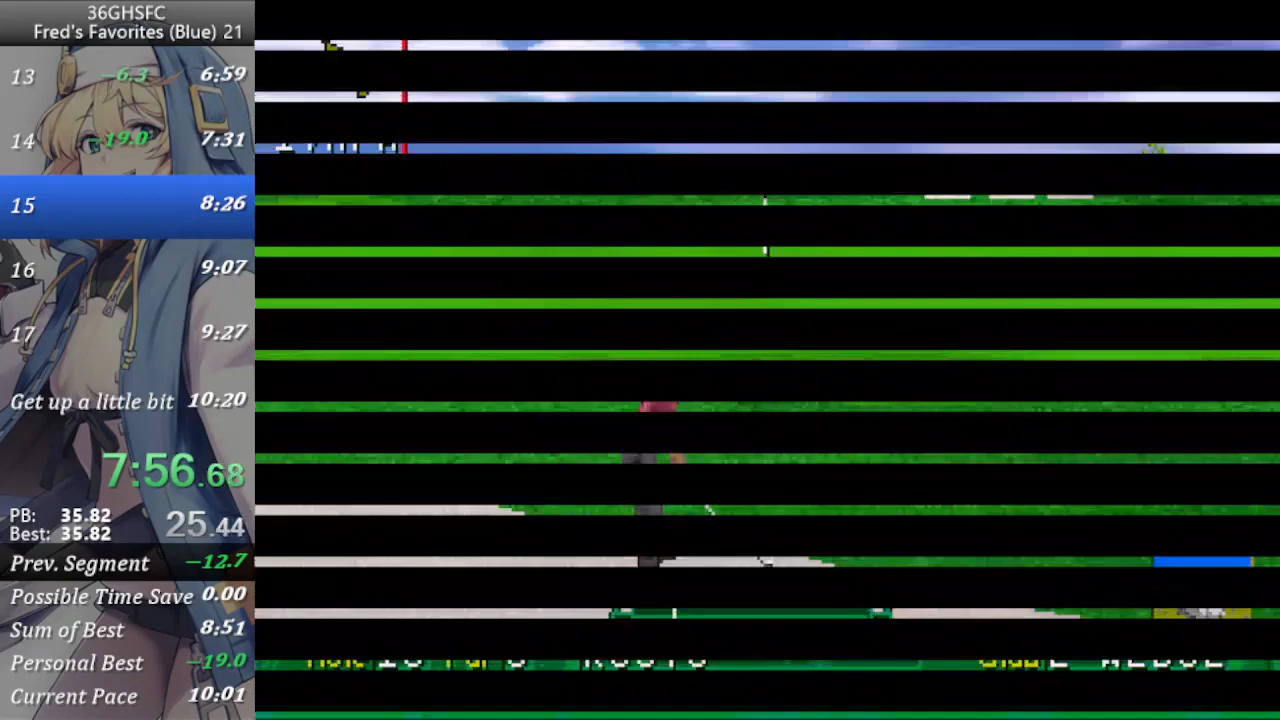 36GHSFC
Fred's Favorites (Blue) 21
13 -6.3 6:59
14 -19.0 7:31
15 8:26
16 9:07
17 9:27
Get up a little bit 10:20
7:56.68
PB: 35.82
Best: 35.82
25.44
Prev. Segment -12.7
Possible Time Save 0.00
Sum of Best 8:51
Personal Best -19.0
Current Pace 10:01